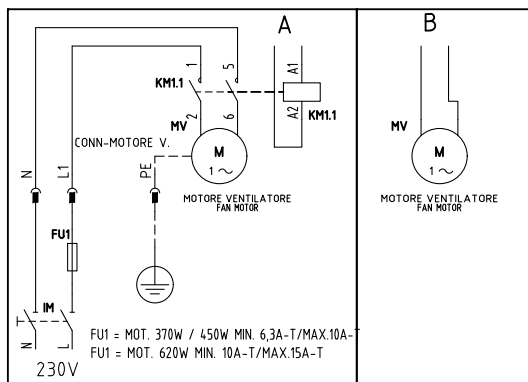 A
B
1
5
A1
KM1.1
A2
KM1.1
2
6
MV
MV
CONN-MOTORE V.
M
1 ~
M
1 ~
N
L1
PE
MOTORE VENTILATORE
FAN MOTOR
MOTORE VENTILATORE
FAN MOTOR
FU1
IM
FU1 = MOT. 370W / 450W MIN. 6,3A-T/MAX.10A-T
N
L
FU1 = MOT. 620W MIN. 10A-T/MAX.15A-T
230V